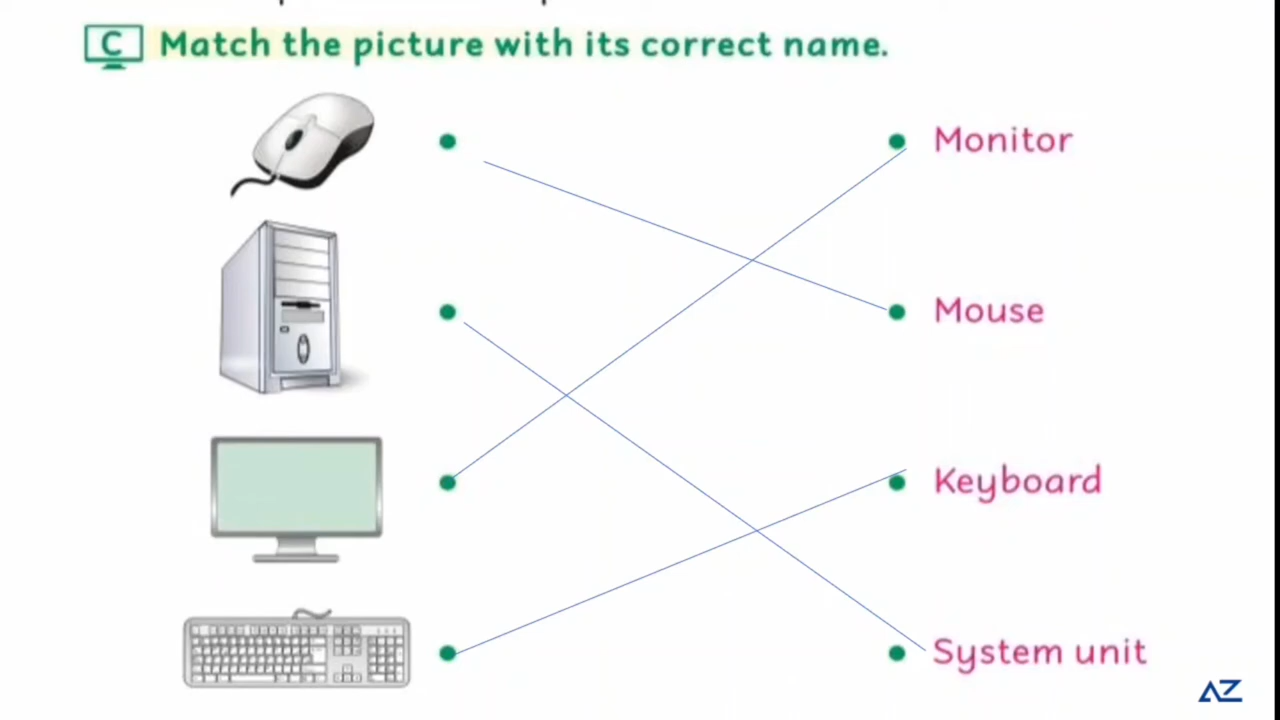 C Match the picture with its correct name.
Monitor
Mouse
Keyboard
System unit
AZ